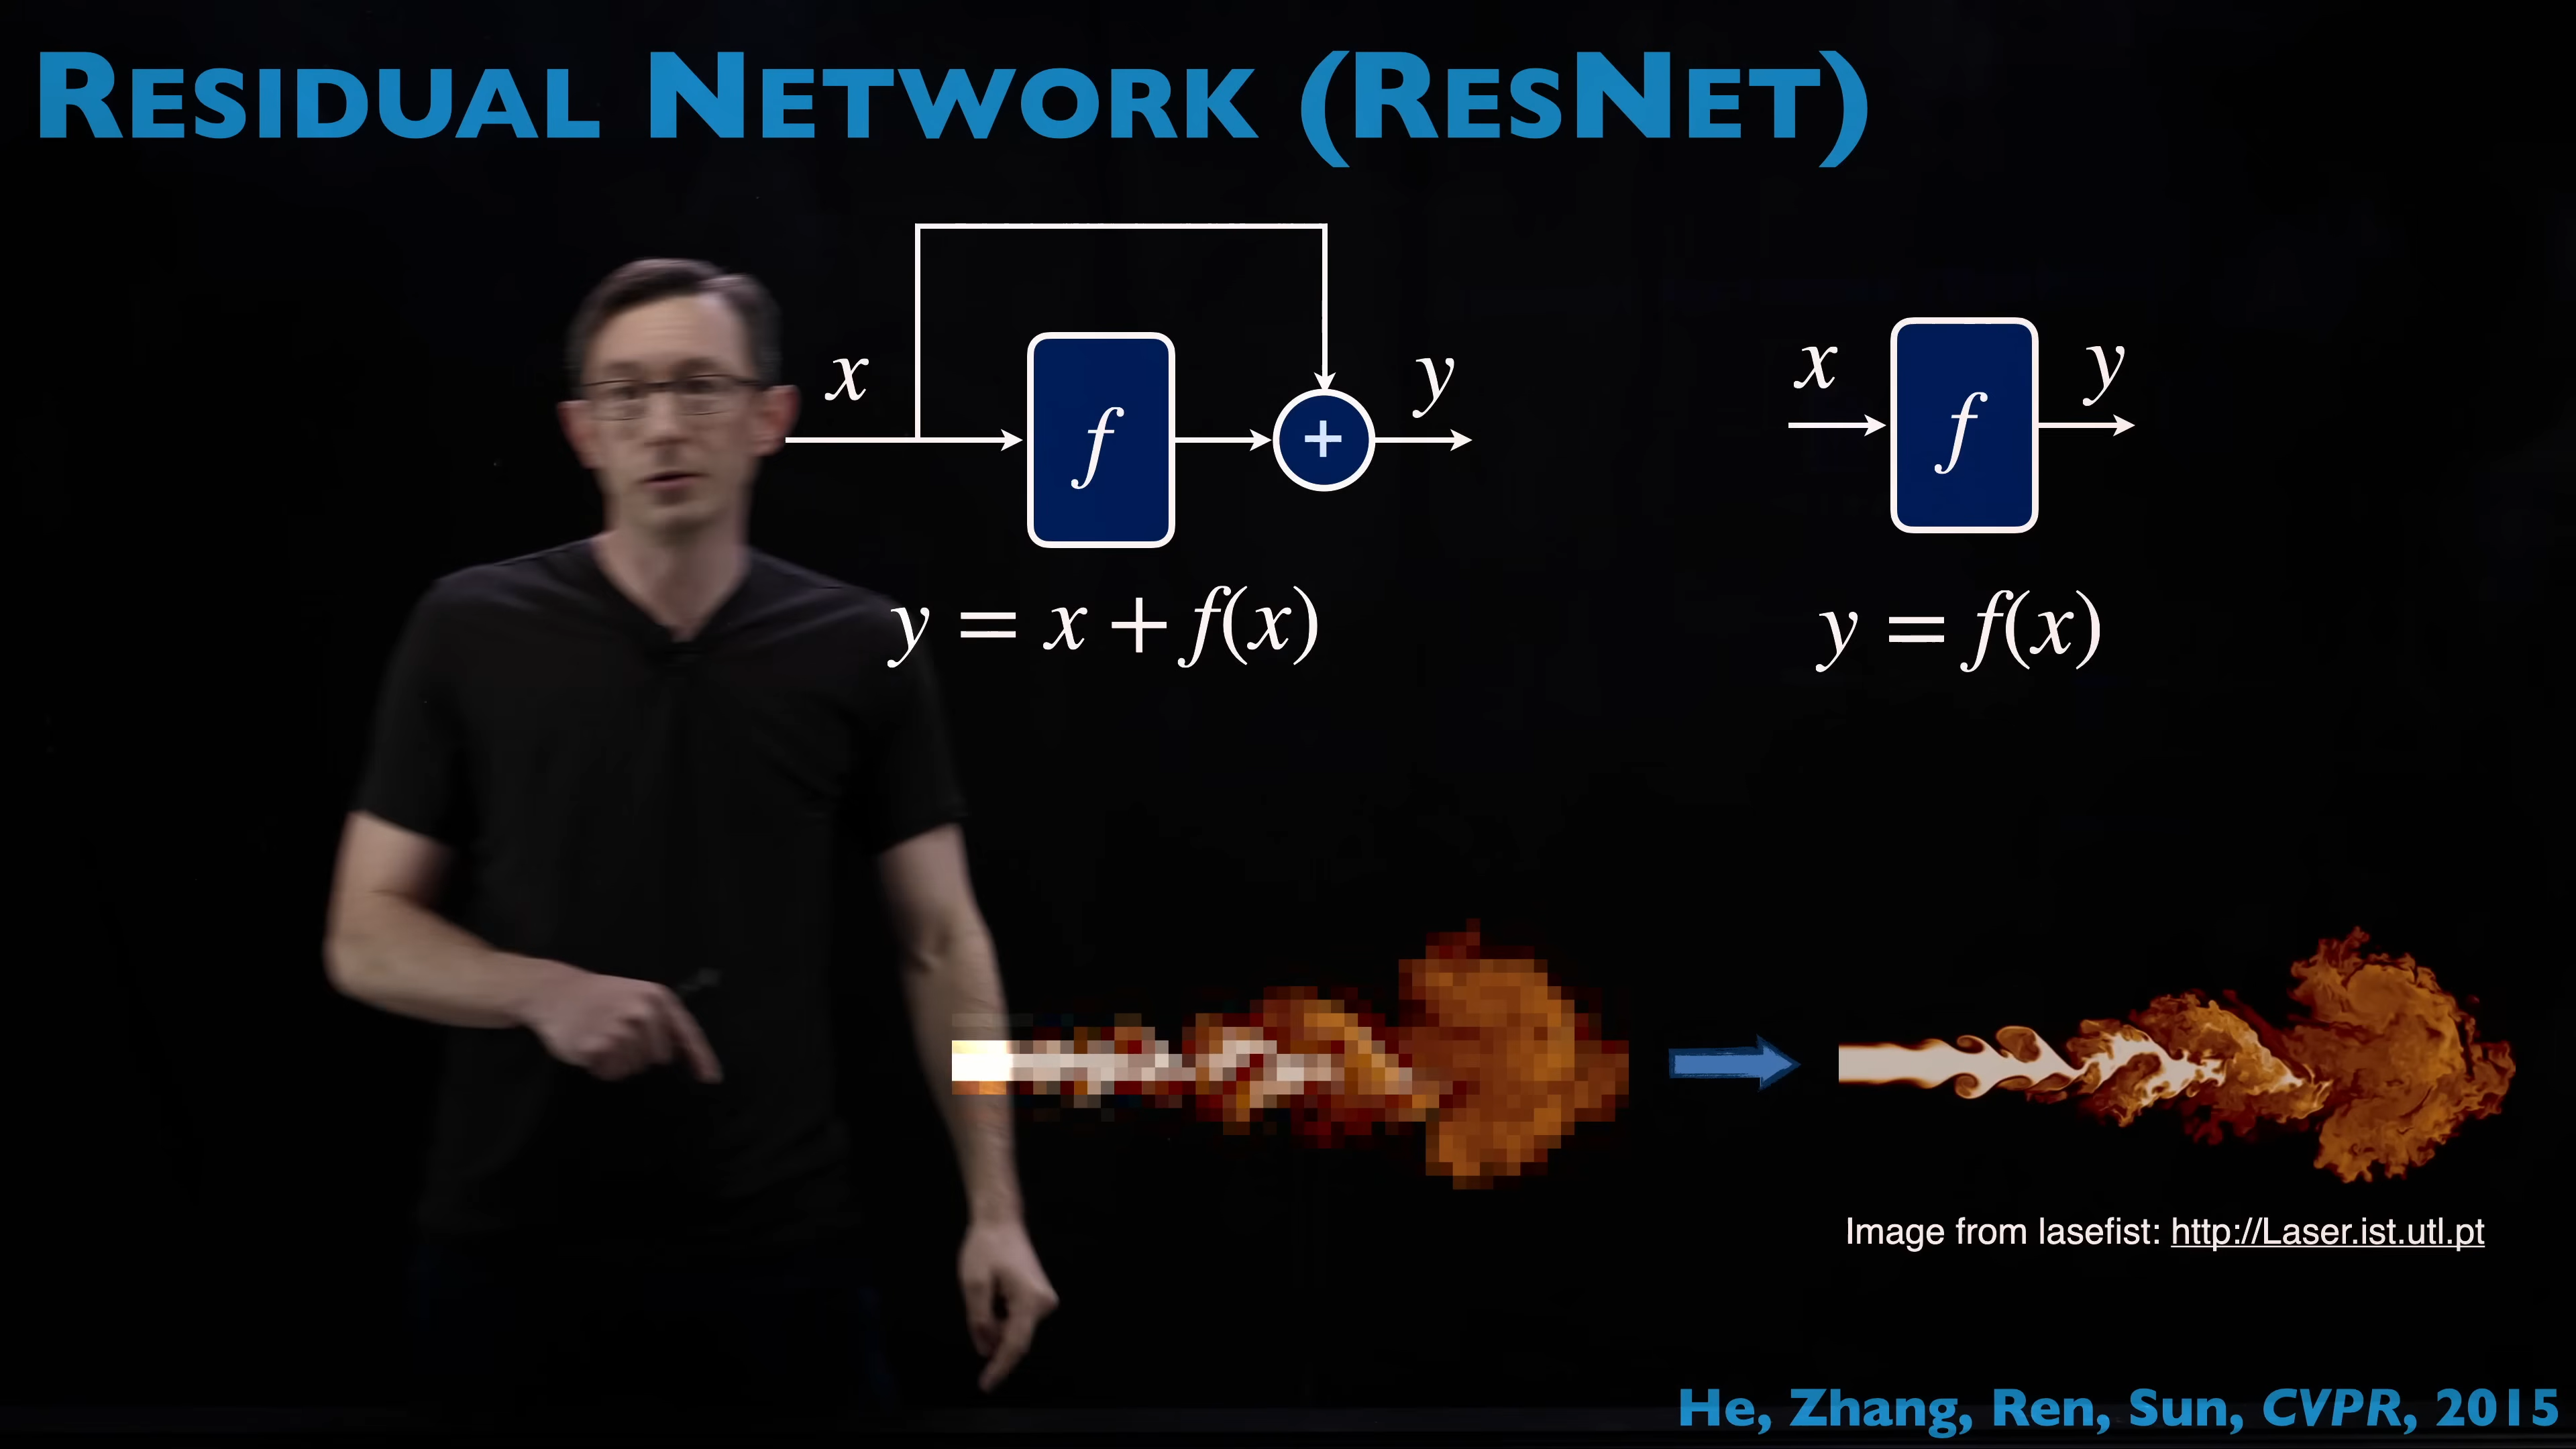 RESIDUAL NETWORK (RESNET)
x
f
+
y
y = x + f(x)
x
f
y
y = f(x)
Image from lasefist: http://Laser.ist.utl.pt
He, Zhang, Ren, Sun, CVPR, 2015